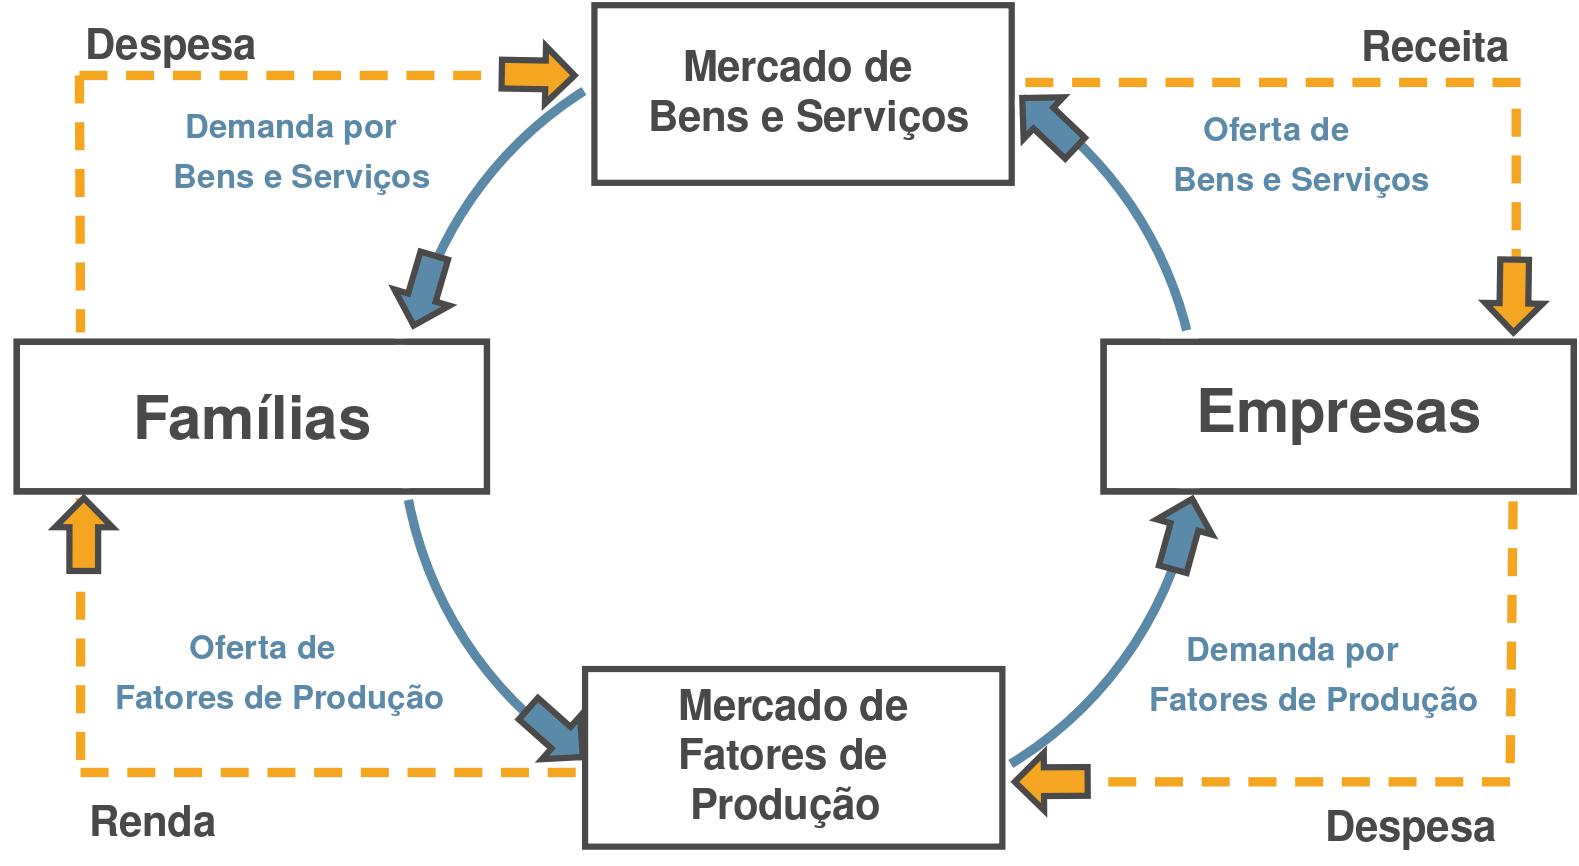 Despesa
Mercado de
Bens e Serviços
Receita
Demanda por
Bens e Serviços
Oferta de
Bens e Serviços
Famílias
Empresas
Oferta de
Fatores de Produção
Mercado de
Fatores de
Produção
Demanda por
Fatores de Produção
Renda
Despesa